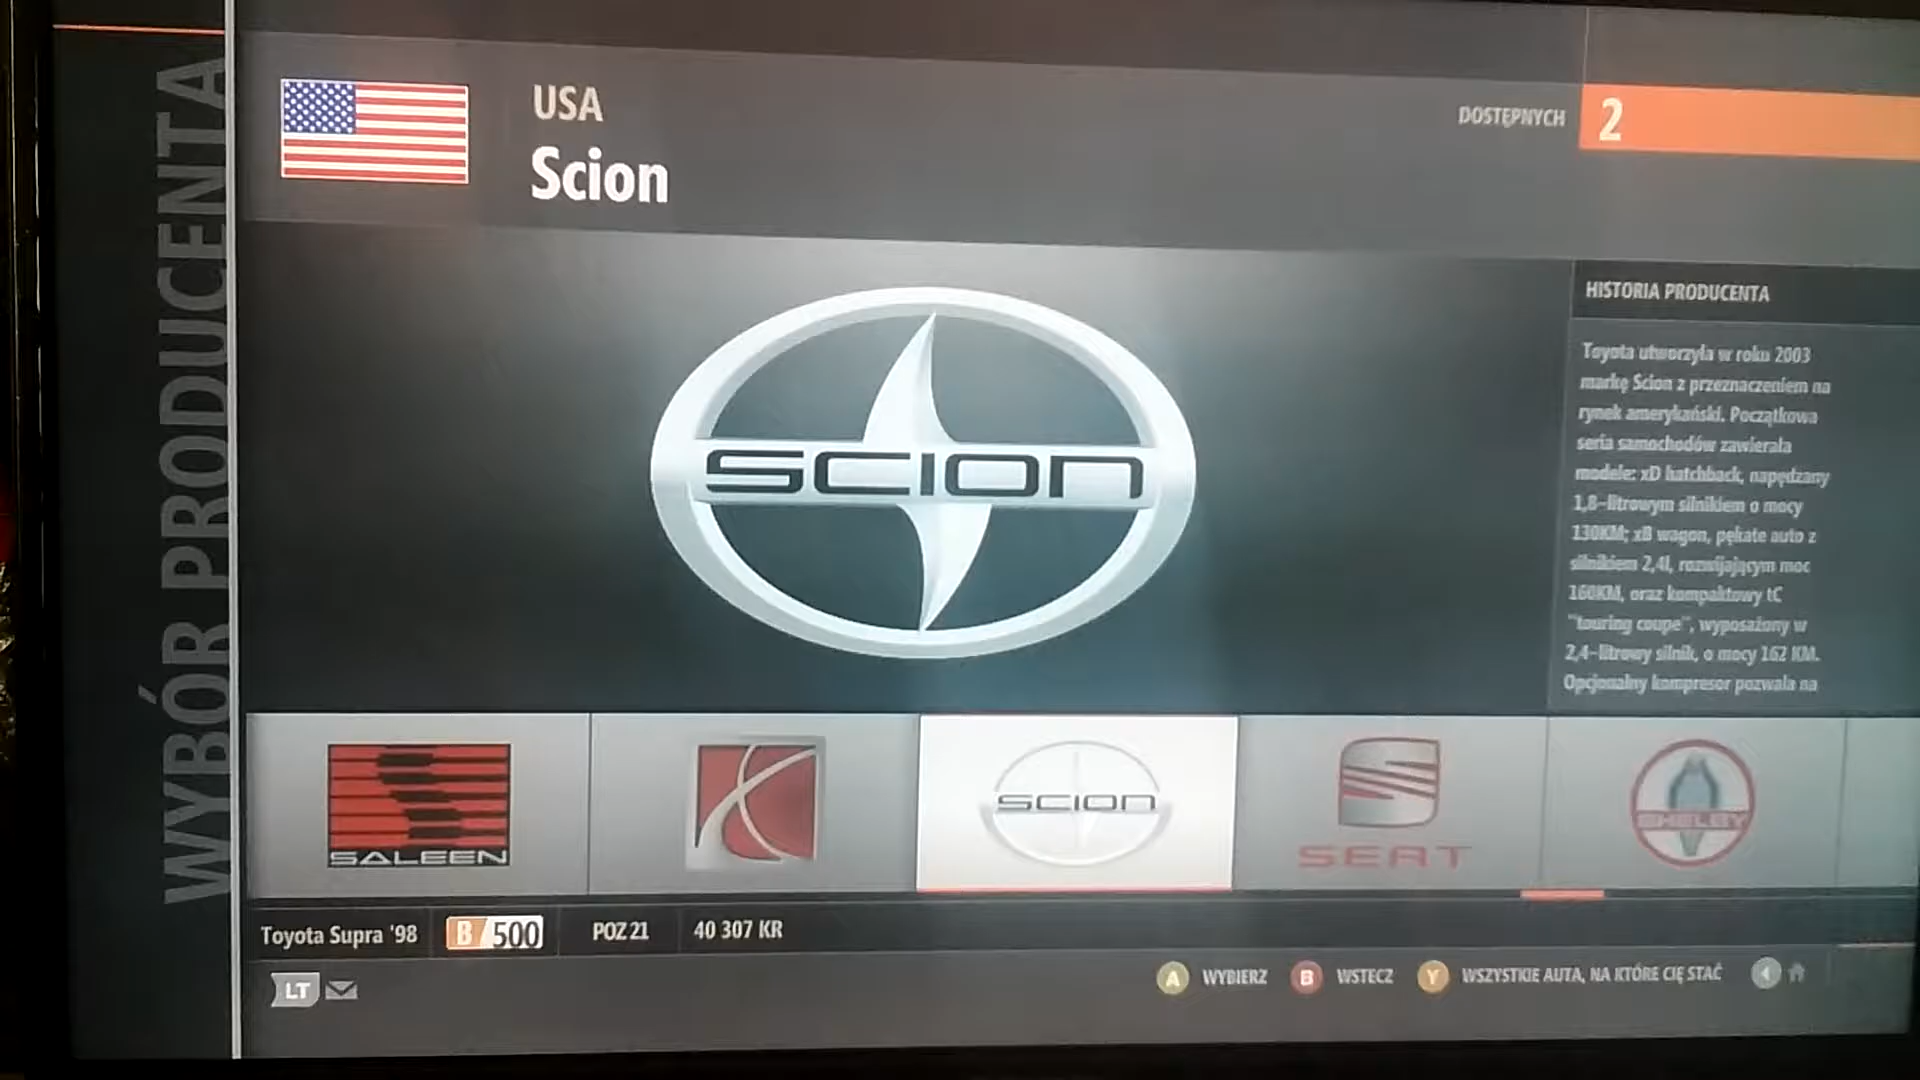 WYBÓR PRODUCENTA
USA
Scion
DOSTĘPNYCH 2
SCION
HISTORIA PRODUCENTA
Toyota utworzyła w roku 2003
markę Scion z przeznaczeniem na
rynek amerykański. Początkowa
seria samochodów zawierała
modele: xD hatchback, napędzany
1,8-litrowym silnikiem o mocy
130KM; xB wagon, pękate auto z
silnikiem 2,4l, rozwijającym moc
160KM, oraz kompaktowy tC
"touring coupe", wyposażony w
2,4-litrowy silnik, o mocy 162 KM.
Opcjonalny kompresor pozwala na
SALEEN
SCION
SEAT
SHELBY
Toyota Supra '98 B 500 POZ 21 40 307 KR
LT
A WYBIERZ B WSTECZ Y WSZYSTKIE AUTA, NA KTÓRE CIĘ STAĆ